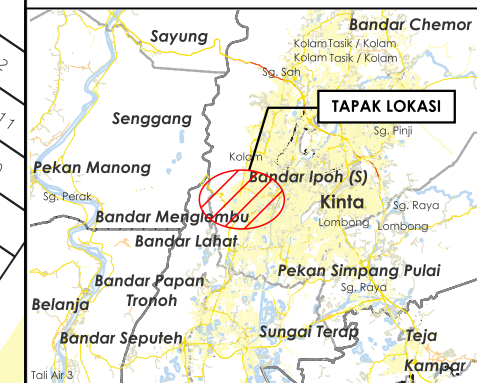 Bandar Chemor
Sayung
Kolam Tasik / Kolam
Kolam Tasik / Kolam
Sg. Sah
2
TAPAK LOKASI
Senggang
11
Sg. Pinji
Kolam
Pekan Manong
Bandar Ipoh (S)
Sg. Perak
Kinta
Sg. Raya
Bandar Menglembu
Lombong
Lombong
Bandar Lahat
Pekan Simpang Pulai
Bandar Papan
Sg. Raya
Tronoh
Belanja
Sungai Terap
Teja
Bandar Seputeh
Kampar
Tali Air 3